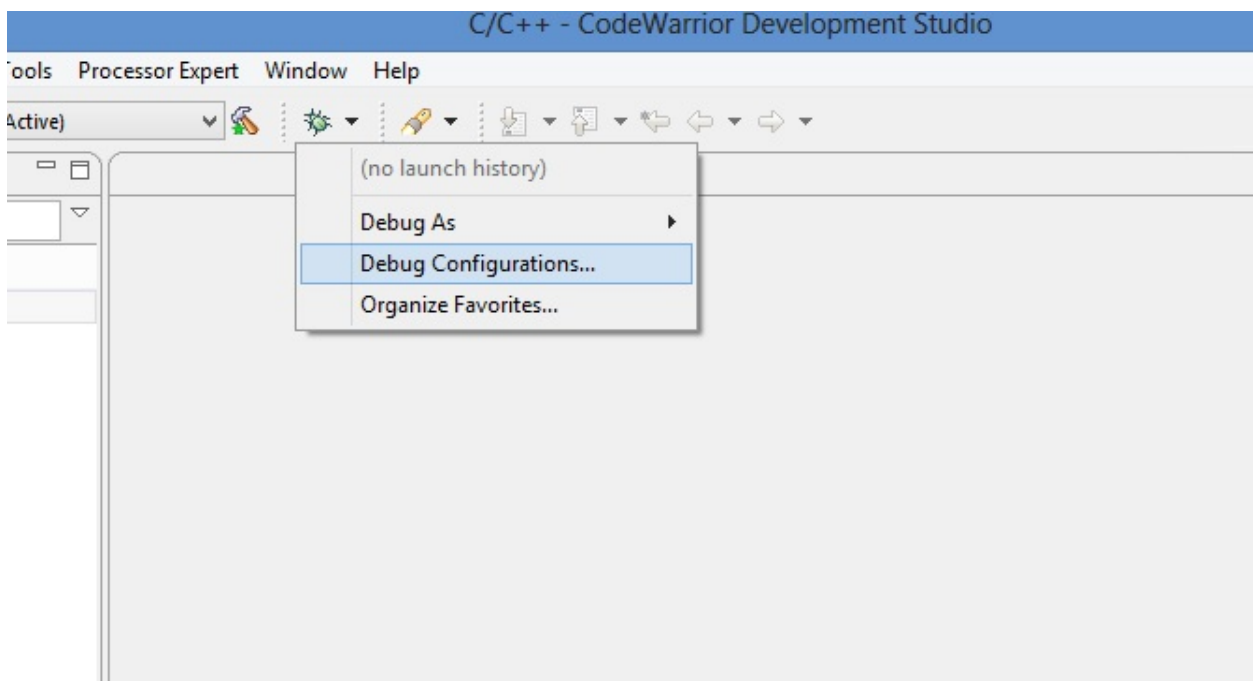 C/C++ - CodeWarrior Development Studio
ools Processor Expert Window Help
Active)
(no launch history)
Debug As
Debug Configurations...
Organize Favorites...